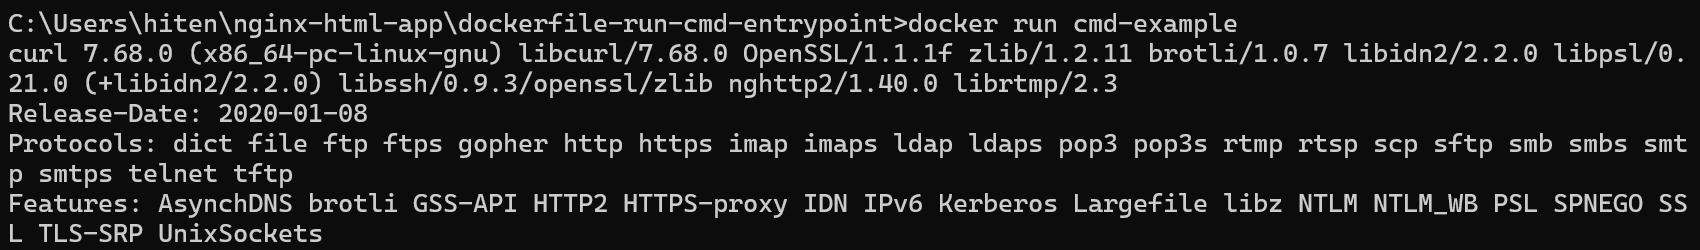 C:\Users\hiten\nginx-html-app\dockerfile-run-cmd-entrypoint>docker run cmd-example
curl 7.68.0 (x86_64-pc-linux-gnu) libcurl/7.68.0 OpenSSL/1.1.1f zlib/1.2.11 brotli/1.0.7 libidn2/2.2.0 libpsl/0.
21.0 (+libidn2/2.2.0) libssh/0.9.3/openssl/zlib nghttp2/1.40.0 librtmp/2.3
Release-Date: 2020-01-08
Protocols: dict file ftp ftps gopher http https imap imaps ldap ldaps pop3 pop3s rtmp rtsp scp sftp smb smbs smt
p smtps telnet tftp
Features: AsynchDNS brotli GSS-API HTTP2 HTTPS-proxy IDN IPv6 Kerberos Largefile libz NTLM NTLM_WB PSL SPNEGO SS
L TLS-SRP UnixSockets